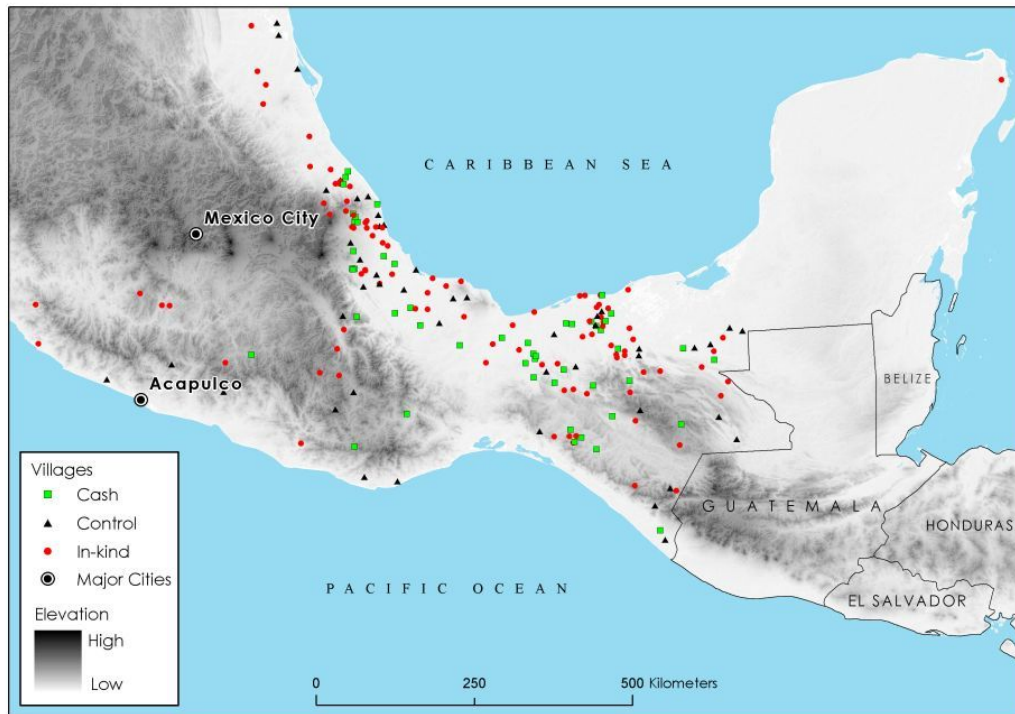 CARIBBEAN SEA
Mexico City
Acapulco
BELIZE
GUATEMALA
HONDURAS
EL SALVADOR
PACIFIC OCEAN
Villages
Cash
Control
In-kind
Major Cities
Elevation
High
Low
0 250 500 Kilometers